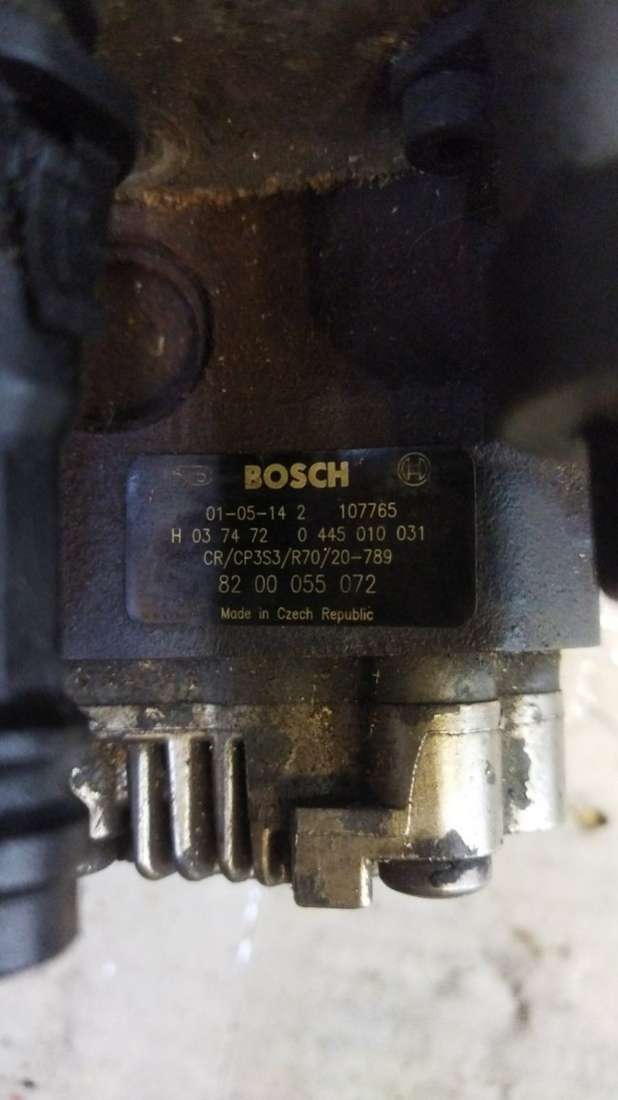 BOSCH
01-05-14 2 107765
H 03 74 72 0 445 010 031
CR/CP3S3/R70/20-789
82 00 055 072
Made in Czech Republic